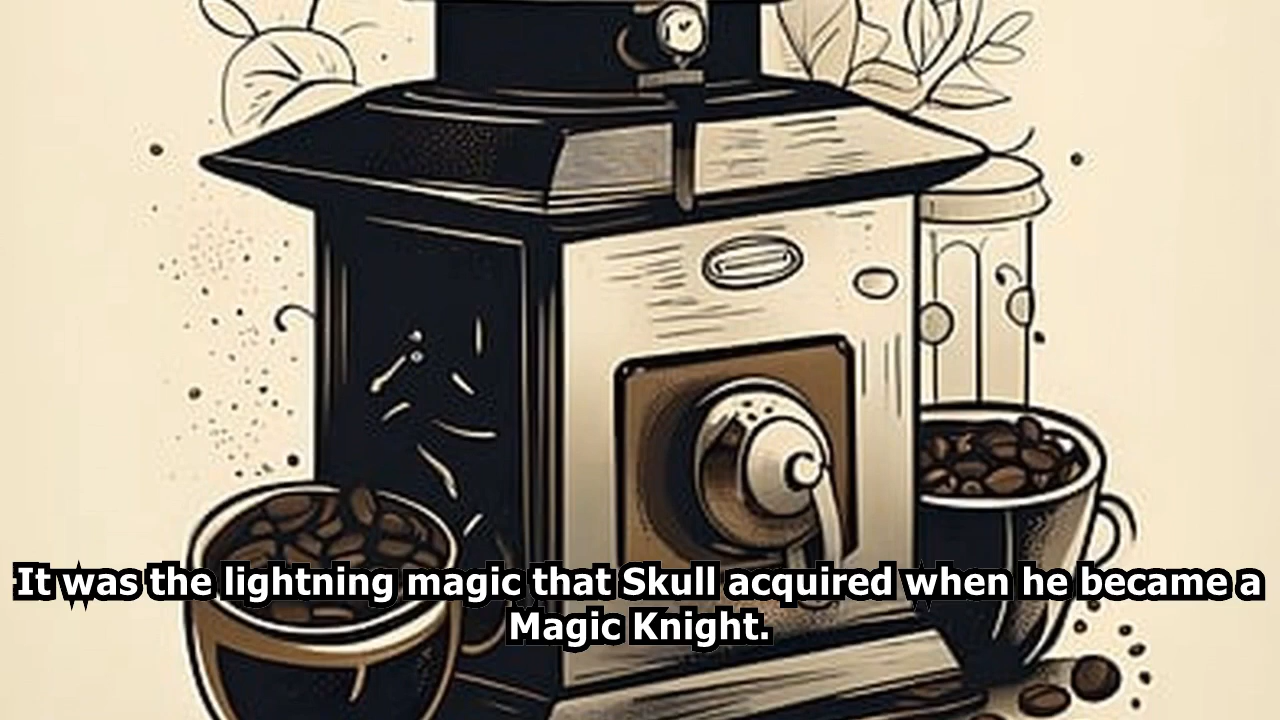 It was the lightning magic that Skull acquired when he became a
Magic Knight.